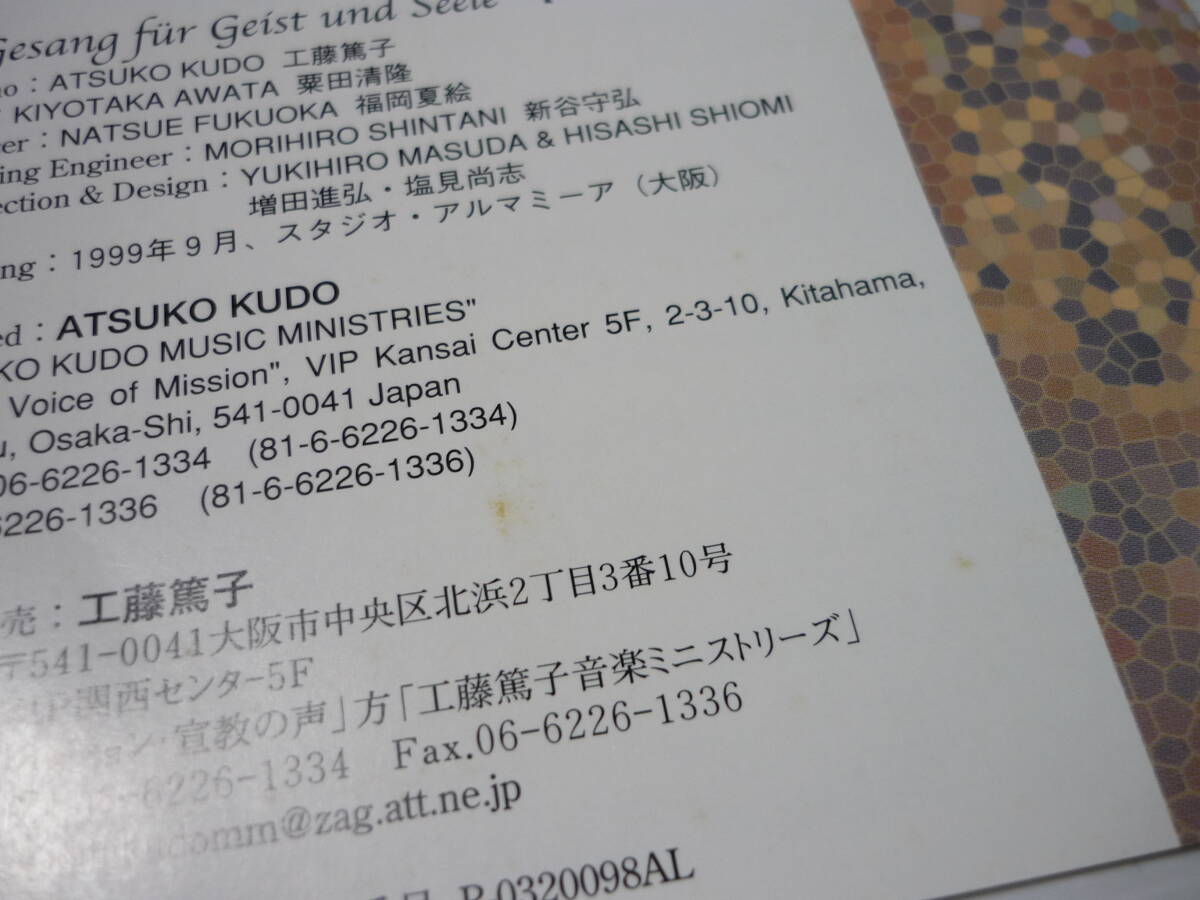 Gesang für Geist und Seele
ATSUKO KUDO 工藤篤子
KIYOTAKA AWATA 粟田清隆
: NATSUE FUKUOKA 福岡夏絵
Engineer : MORIHIRO SHINTANI 新谷守弘
& Design : YUKIHIRO MASUDA & HISASHI SHIOMI
増田進弘・塩見尚志
: 1999年9月、スタジオ・アルマミーア（大阪）
: ATSUKO KUDO
KO KUDO MUSIC MINISTRIES"
Voice of Mission", VIP Kansai Center 5F, 2-3-10, Kitahama,
Osaka-Shi, 541-0041 Japan
06-6226-1334 (81-6-6226-1334)
6226-1336 (81-6-6226-1336)
売：工藤篤子
〒541-0041大阪市中央区北浜2丁目3番10号
関西センター5F
宣教の声」方「工藤篤子音楽ミニストリーズ」
-6226-1334 Fax.06-6226-1336
@zag.att.ne.jp
R-0320098AL